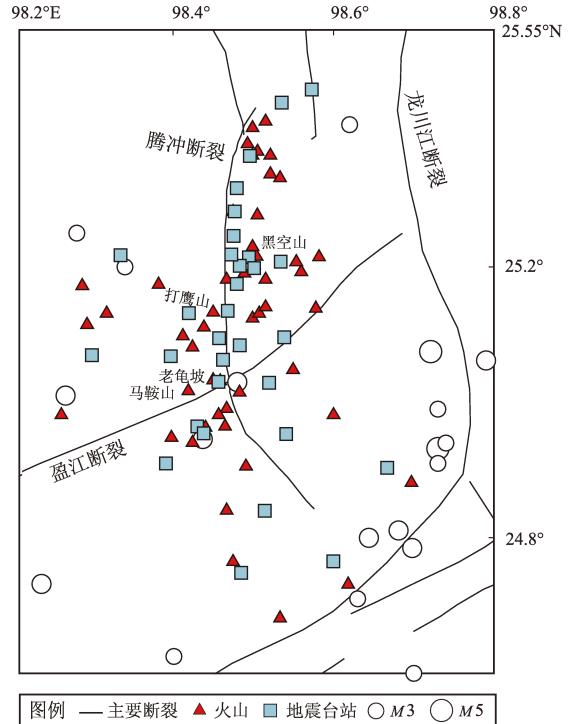 98.2°E 98.4° 98.6° 98.8°
25.55°N
龙川江断裂
腾冲断裂
黑空山
25.2°
打鹰山
老龟坡
马鞍山
盈江断裂
24.8°
图例 主要断裂 火山 地震台站 M3 M5